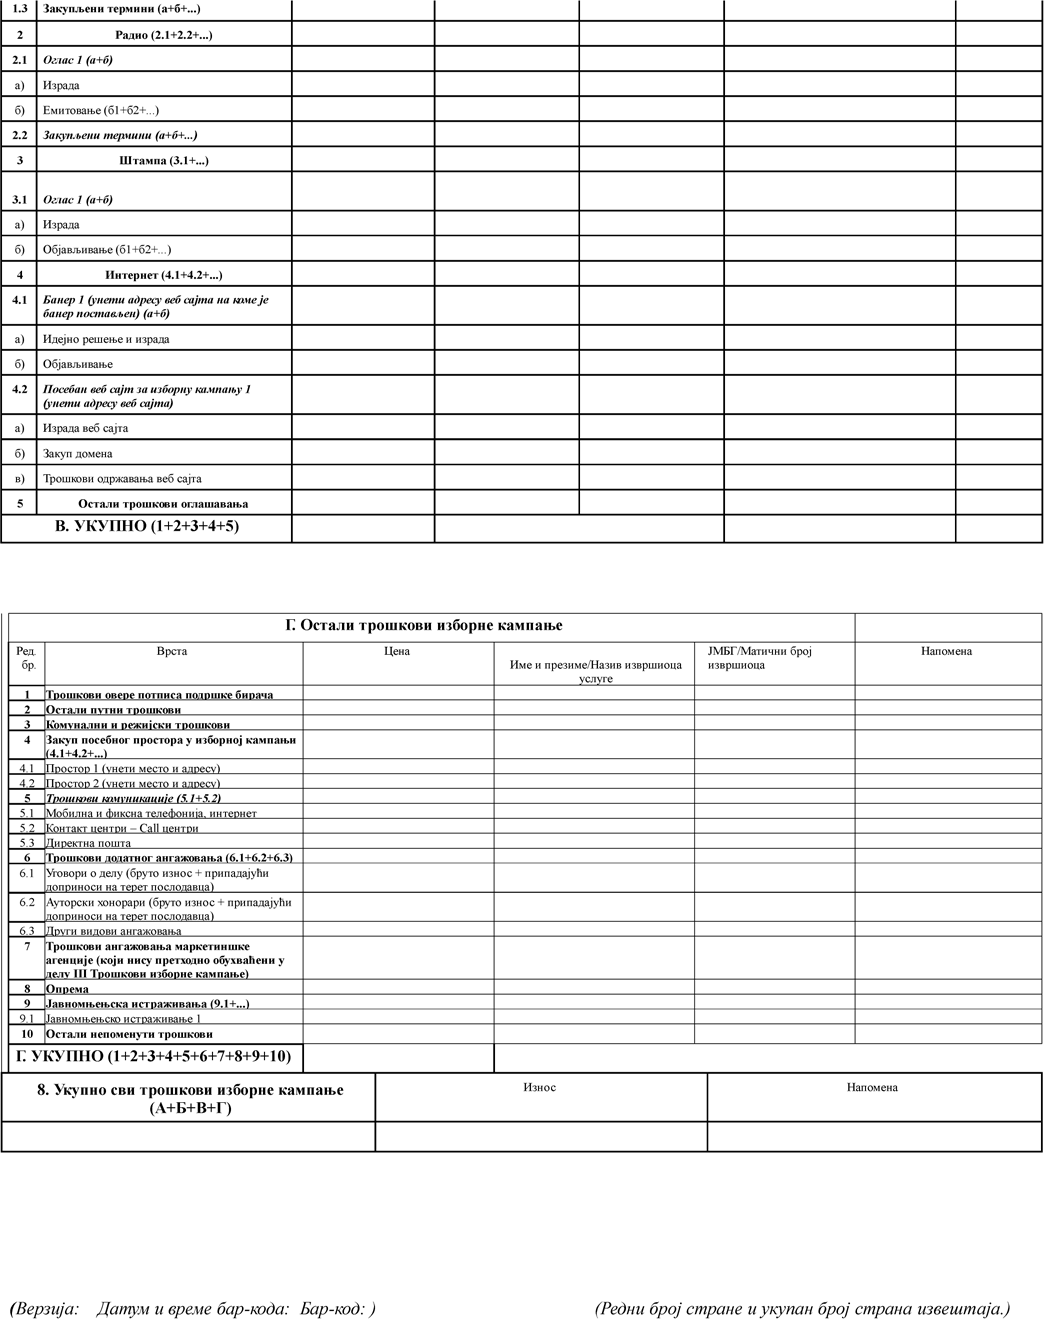 1.3 Закупљени термини (а+б+...)
2 Радио (2.1+2.2+...)
2.1 Оглас 1 (а+б)
а) Израда
б) Емитовање (б1+б2+...)
2.2 Закупљени термини (а+б+...)
3 Штампа (3.1+...)
3.1 Оглас 1 (а+б)
а) Израда
б) Објављивање (б1+б2+...)
4 Интернет (4.1+4.2+...)
4.1 Банер 1 (унети адресу веб сајта на коме је
банер постављен) (а+б)
а) Идејно решење и израда
б) Објављивање
4.2 Посебан веб сајт за изборну кампању 1
(унети адресу веб сајта)
а) Израда веб сајта
б) Закуп домена
в) Трошкови одржавања веб сајта
5 Остали трошкови оглашавања
В. УКУПНО (1+2+3+4+5)
Г. Остали трошкови изборне кампање
Ред. Врста Цена ЈМБГ/Матични број Напомена
бр. Име и презиме/Назив извршиоца извршиоца
услуге
1 Трошкови овере потписа подршке бирача
2 Остали путни трошкови
3 Комунални и режијски трошкови
4 Закуп посебног простора у изборној кампањи
(4.1+4.2+...)
4.1 Простор 1 (унети место и адресу)
4.2 Простор 2 (унети место и адресу)
5 Трошкови комуникације (5.1+5.2)
5.1 Мобилна и фиксна телефонија, интернет
5.2 Контакт центри – Call центри
5.3 Директна пошта
6 Трошкови додатног ангажовања (6.1+6.2+6.3)
6.1 Уговори о делу (бруто износ + припадајући
доприноси на терет послодавца)
6.2 Ауторски хонорари (бруто износ + припадајући
доприноси на терет послодавца)
6.3 Други видови ангажовања
7 Трошкови ангажовања маркетиншке
агенције (који нису претходно обухваћени у
делу III Трошкови изборне кампање)
8 Опрема
9 Јавномњењска истраживања (9.1+...)
9.1 Јавномњењско истраживање 1
10 Остали непоменути трошкови
Г. УКУПНО (1+2+3+4+5+6+7+8+9+10)
8. Укупно сви трошкови изборне кампање Износ Напомена
(А+Б+В+Г)
(Верзија: Датум и време бар-кода: Бар-код: ) (Редни број стране и укупан број страна извештаја.)